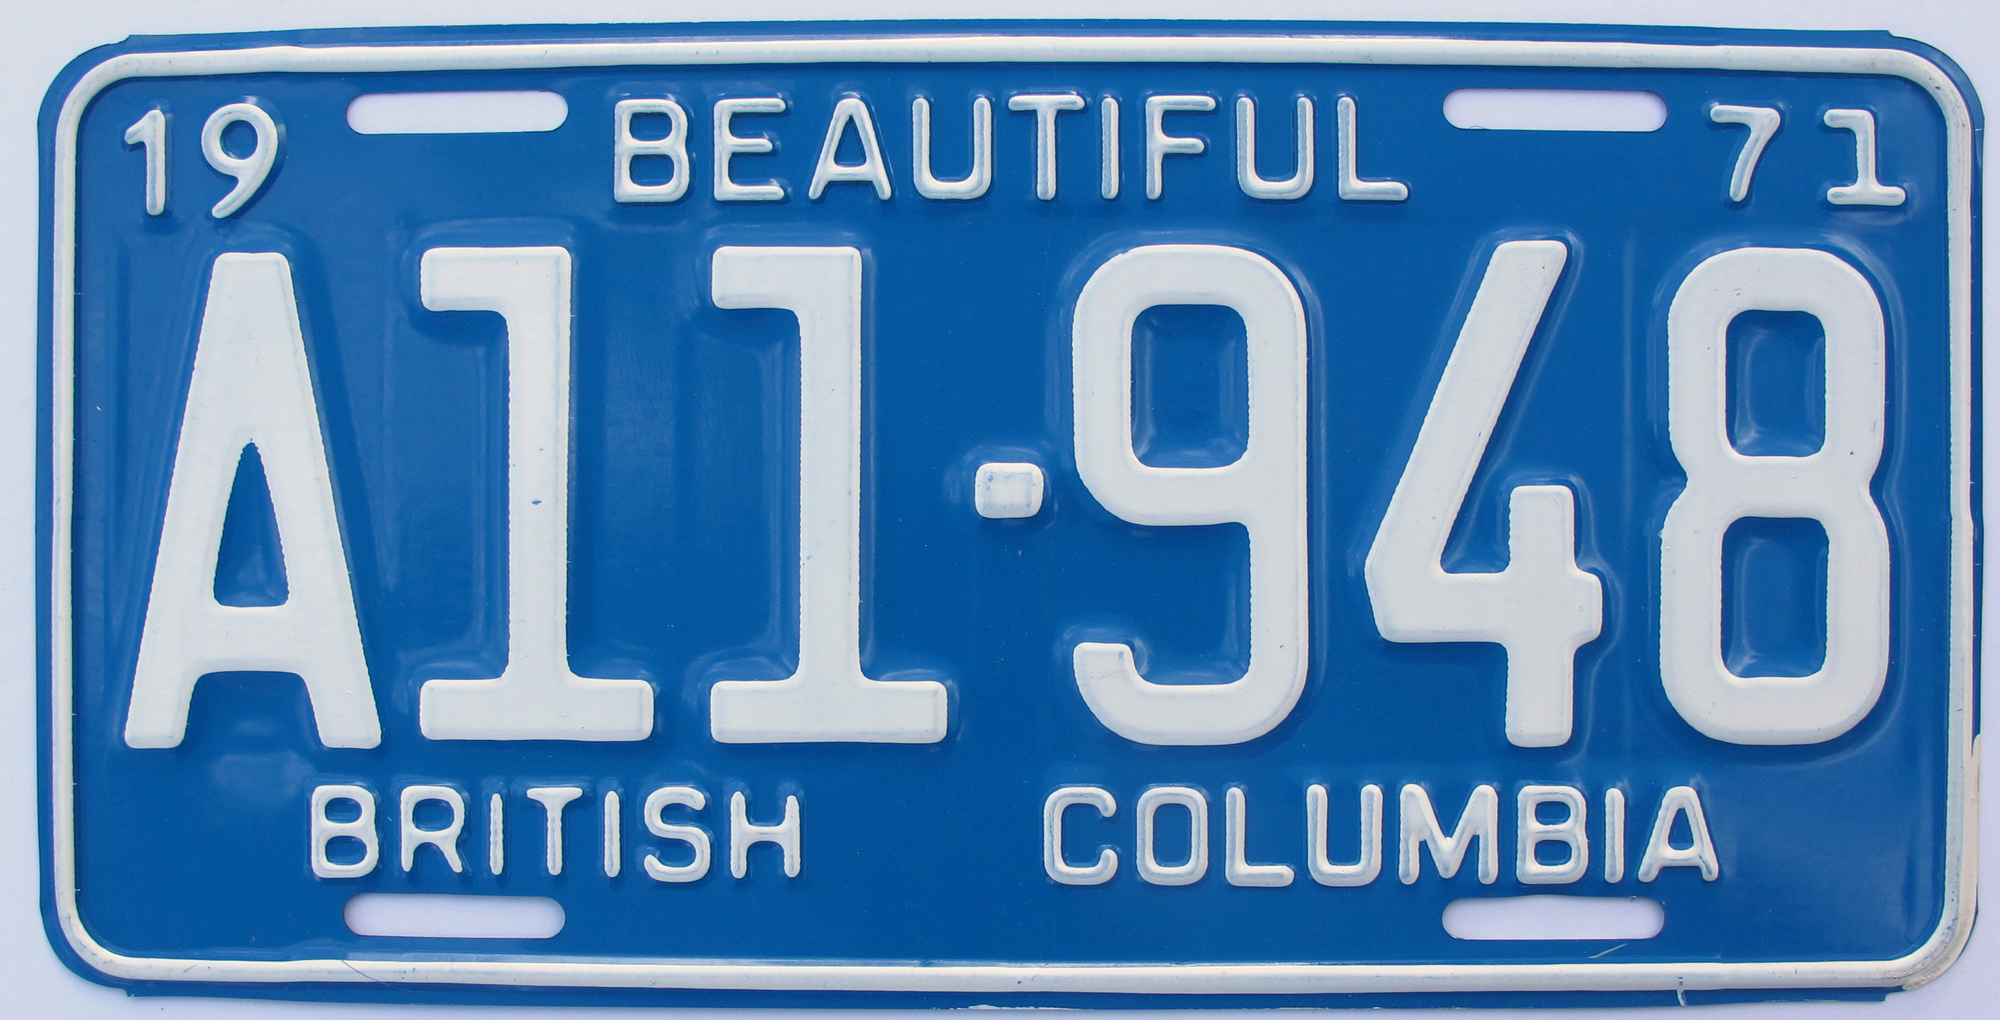 19 BEAUTIFUL 71
A11-948
BRITISH COLUMBIA